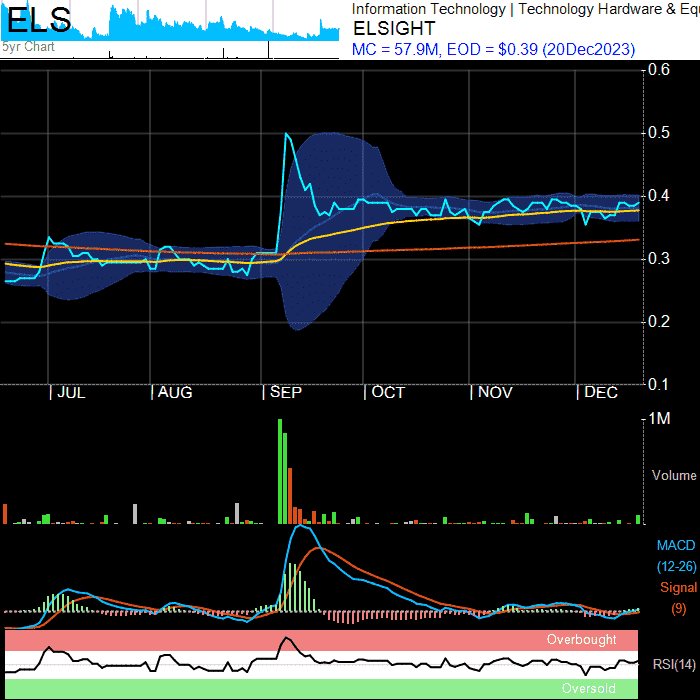 ELS
5yr Chart
Information Technology | Technology Hardware & Equ
ELSIGHT
MC = 57.9M, EOD = $0.39 (20Dec2023)
0.6
0.5
0.4
0.3
0.2
0.1
| JUL | AUG | SEP | OCT | NOV | DEC
1M
Volume
MACD
(12-26)
Signal
(9)
Overbought
RSI(14)
Oversold